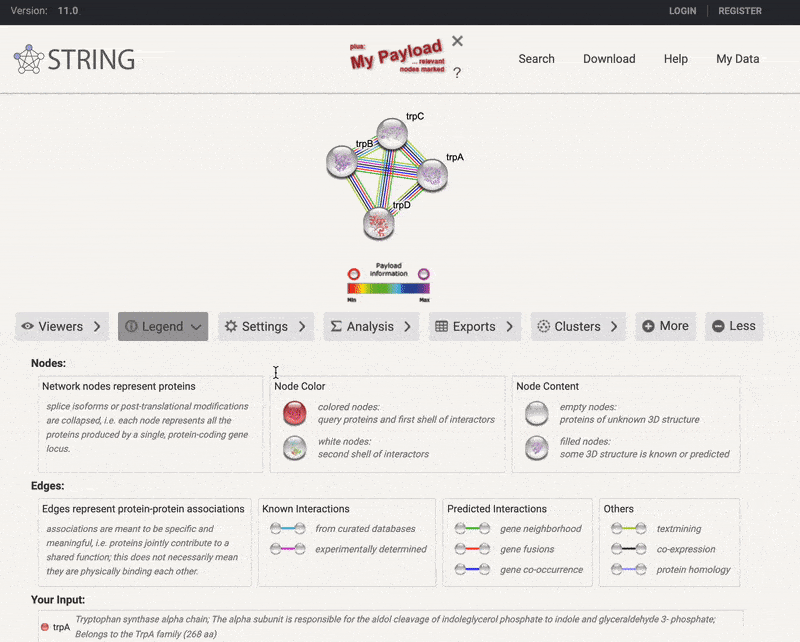 Version: 11.0
LOGIN REGISTER
STRING
plus:
My Payload
... relevant
nodes marked
?
Search Download Help My Data
trpC
trpB
trpA
trpD
Payload
information
Min Max
Viewers Legend Settings Analysis Exports Clusters More Less
Nodes:
Network nodes represent proteins
splice isoforms or post-translational modifications
are collapsed, i.e. each node represents all the
proteins produced by a single, protein-coding gene
locus.
Node Color
colored nodes:
query proteins and first shell of interactors
white nodes:
second shell of interactors
Node Content
empty nodes:
proteins of unknown 3D structure
filled nodes:
some 3D structure is known or predicted
Edges:
Edges represent protein-protein associations
associations are meant to be specific and
meaningful, i.e. proteins jointly contribute to a
shared function; this does not necessarily mean
they are physically binding each other.
Known Interactions
from curated databases
experimentally determined
Predicted Interactions
gene neighborhood
gene fusions
gene co-occurrence
Others
textmining
co-expression
protein homology
Your Input:
trpA
Tryptophan synthase alpha chain; The alpha subunit is responsible for the aldol cleavage of indoleglycerol phosphate to indole and glyceraldehyde 3- phosphate;
Belongs to the TrpA family (268 aa)